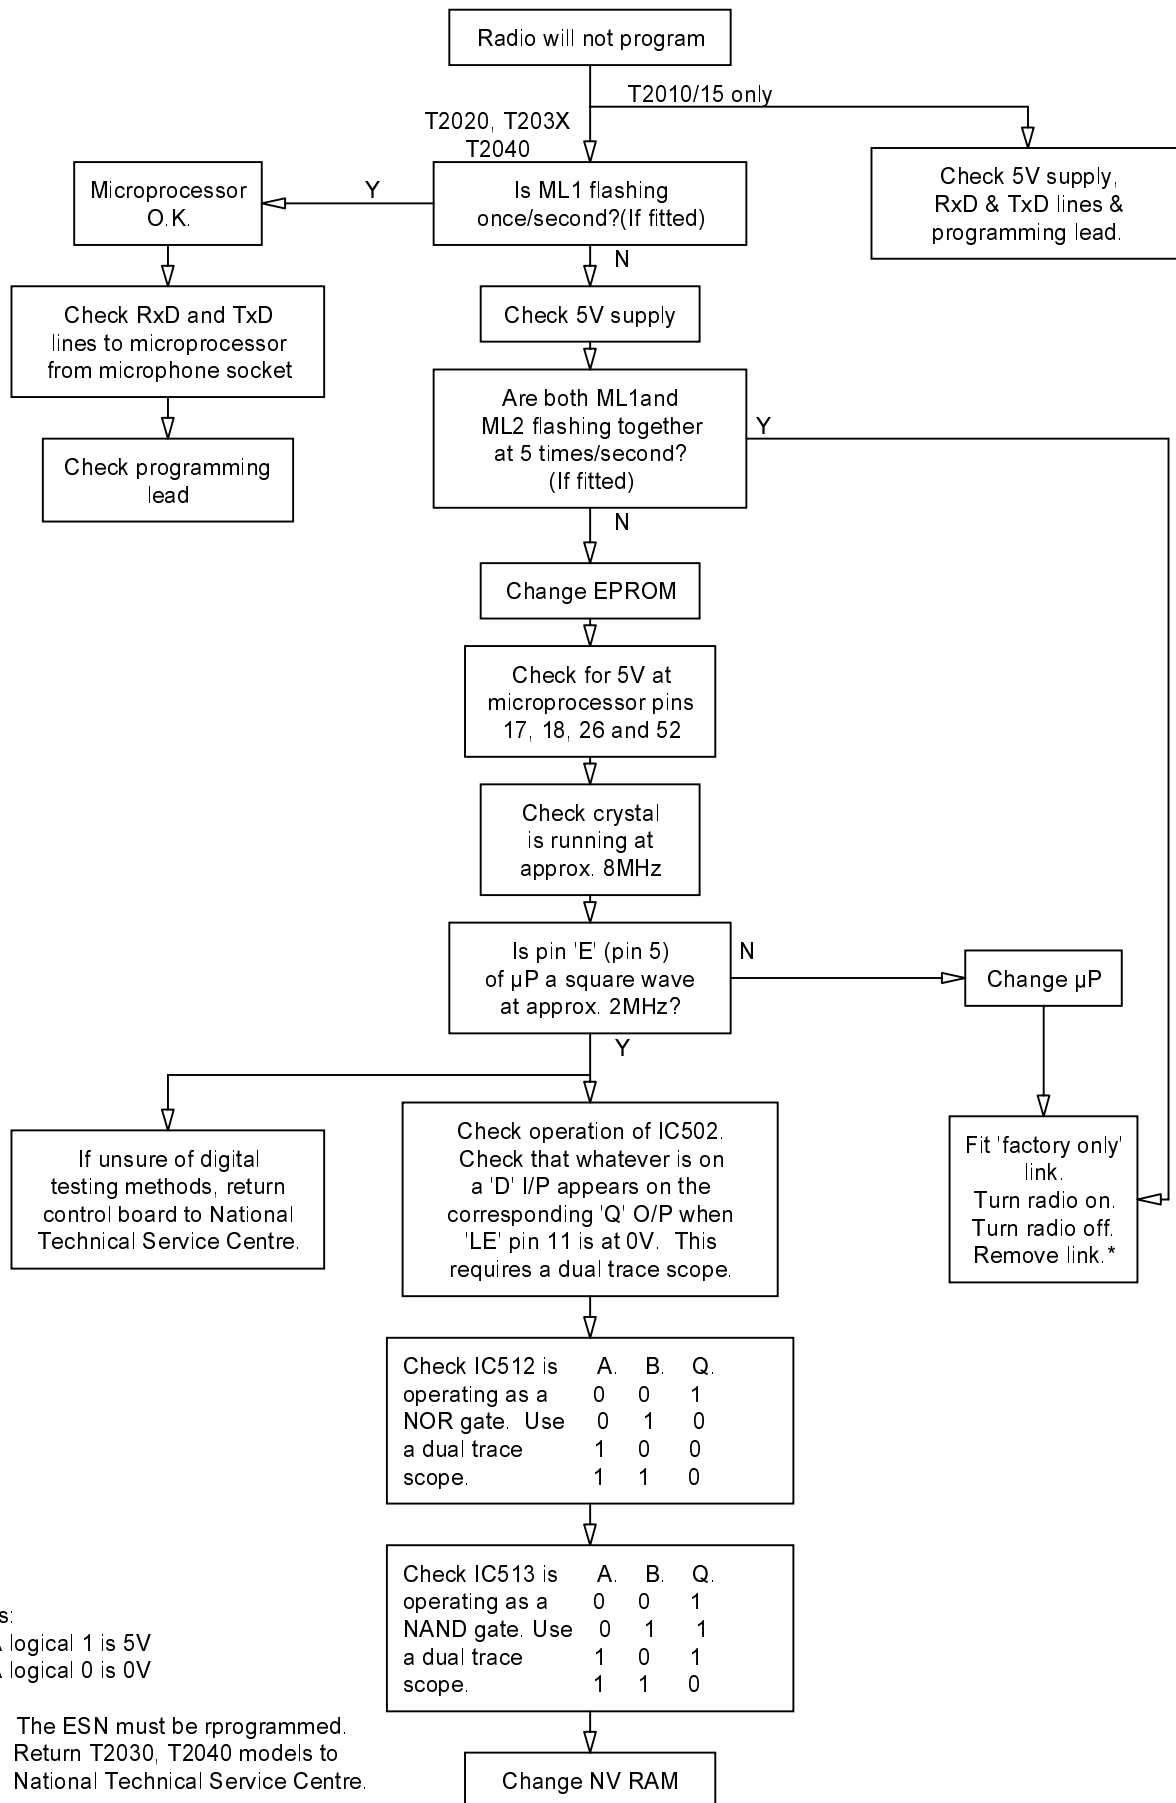 Radio will not program
T2010/15 only
T2020, T203X
T2040
Is ML1 flashing
once/second?(If fitted)
Y
N
Microprocessor
O.K.
Check 5V supply,
RxD & TxD lines &
programming lead.
Check RxD and TxD
lines to microprocessor
from microphone socket
Check programming
lead
Check 5V supply
Are both ML1and
ML2 flashing together
at 5 times/second?
(If fitted)
Y
N
Change EPROM
Check for 5V at
microprocessor pins
17, 18, 26 and 52
Check crystal
is running at
approx. 8MHz
Is pin 'E' (pin 5)
of µP a square wave
at approx. 2MHz?
N
Y
Change µP
If unsure of digital
testing methods, return
control board to National
Technical Service Centre.
Check operation of IC502.
Check that whatever is on
a 'D' I/P appears on the
corresponding 'Q' O/P when
'LE' pin 11 is at 0V. This
requires a dual trace scope.
Fit 'factory only'
link.
Turn radio on.
Turn radio off.
Remove link.*
Check IC512 is A. B. Q.
operating as a 0 0 1
NOR gate. Use 0 1 0
a dual trace 1 0 0
scope. 1 1 0
Check IC513 is A. B. Q.
operating as a 0 0 1
NAND gate. Use 0 1 1
a dual trace 1 0 1
scope. 1 1 0
Change NV RAM
s:
A logical 1 is 5V
A logical 0 is 0V
The ESN must be rprogrammed.
Return T2030, T2040 models to
National Technical Service Centre.